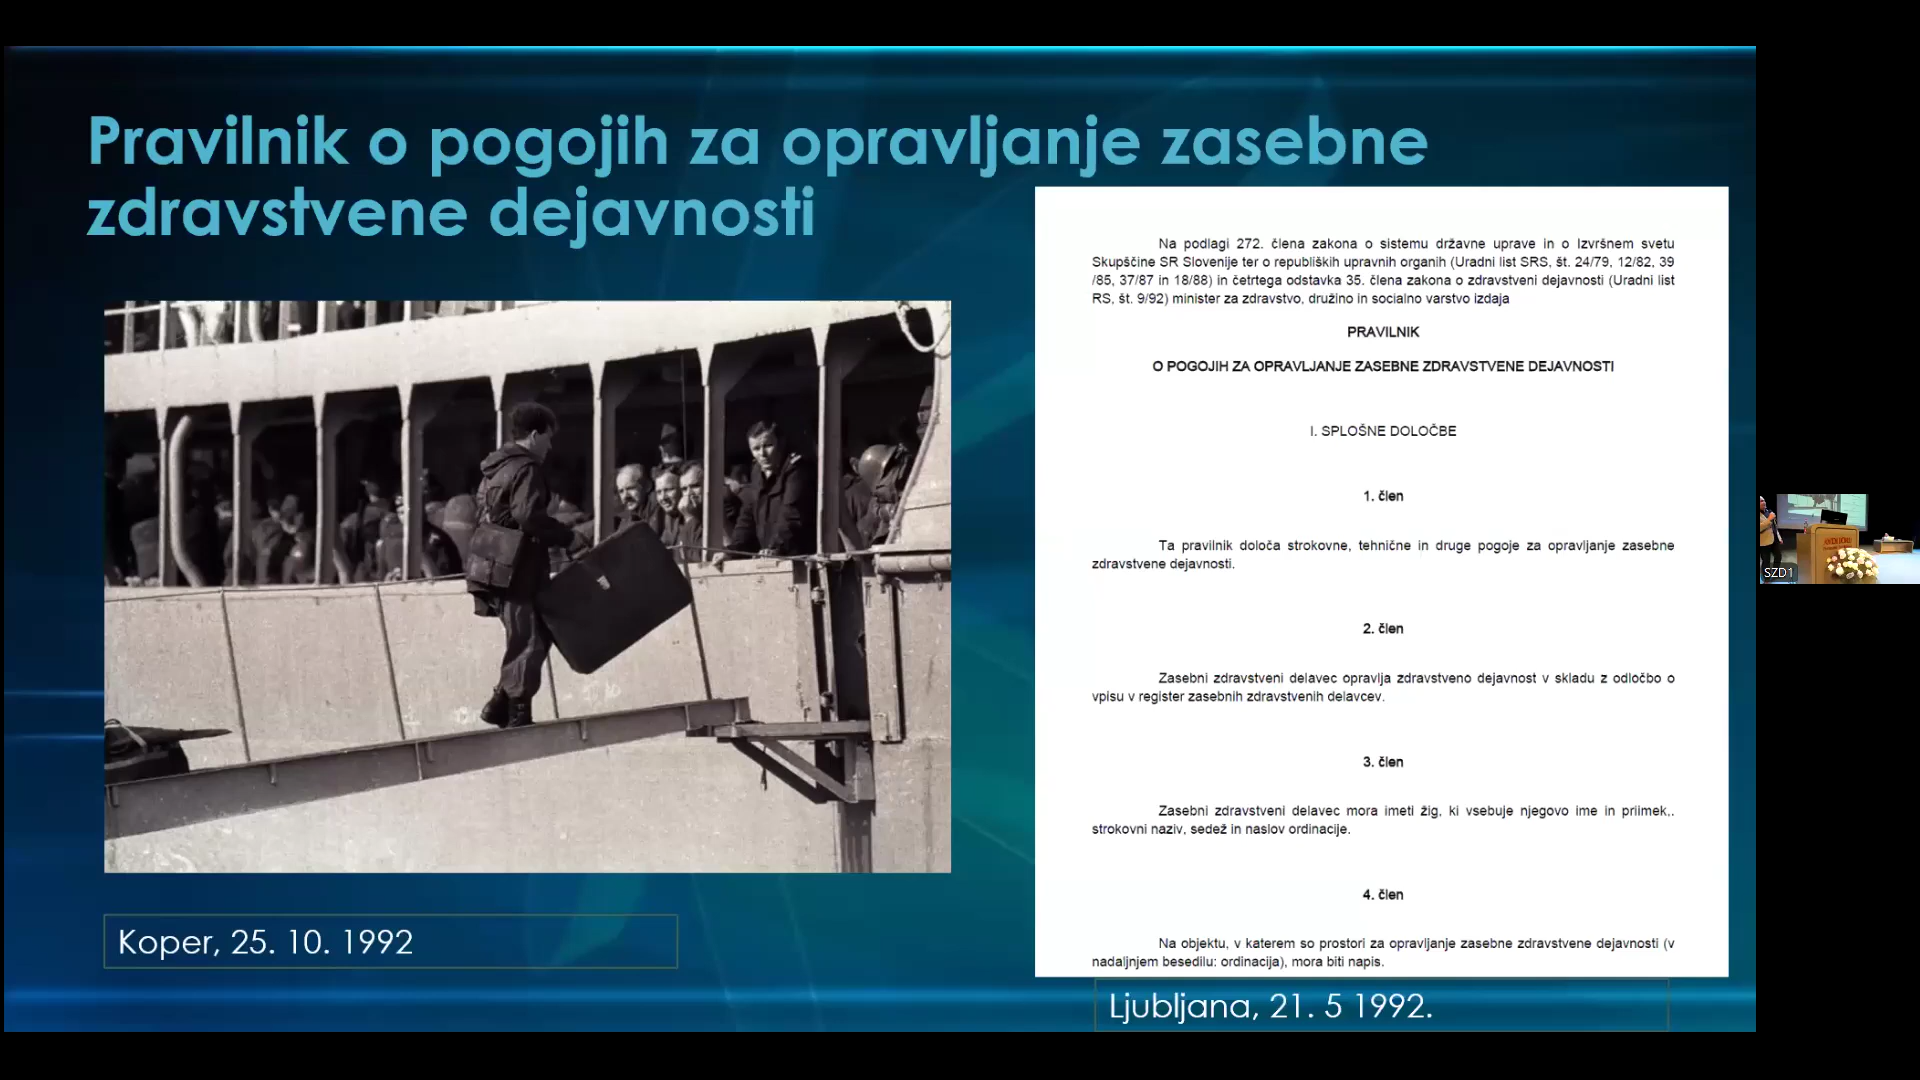 Pravilnik o pogojih za opravljanje zasebne
zdravstvene dejavnosti
Na podlagi 272. člena zakona o sistemu državne uprave in o Izvršnem svetu
Skupščine SR Slovenije ter o republiških upravnih organih (Uradni list SRS, št. 24/79, 12/82, 39
/85, 37/87 in 18/88) in četrtega odstavka 35. člena zakona o zdravstveni dejavnosti (Uradni list
RS, št. 9/92) minister za zdravstvo, družino in socialno varstvo izdaja
PRAVILNIK
O POGOJIH ZA OPRAVLJANJE ZASEBNE ZDRAVSTVENE DEJAVNOSTI
I. SPLOŠNE DOLOČBE
1. člen
Ta pravilnik določa strokovne, tehnične in druge pogoje za opravljanje zasebne
zdravstvene dejavnosti.
2. člen
Zasebni zdravstveni delavec opravlja zdravstveno dejavnost v skladu z odločbo o
vpisu v register zasebnih zdravstvenih delavcev.
3. člen
Zasebni zdravstveni delavec mora imeti žig, ki vsebuje njegovo ime in priimek,.
strokovni naziv, sedež in naslov ordinacije.
4. člen
Na objektu, v katerem so prostori za opravljanje zasebne zdravstvene dejavnosti (v
nadaljnjem besedilu: ordinacija), mora biti napis.
Koper, 25. 10. 1992
Ljubljana, 21. 5 1992.
SZD1